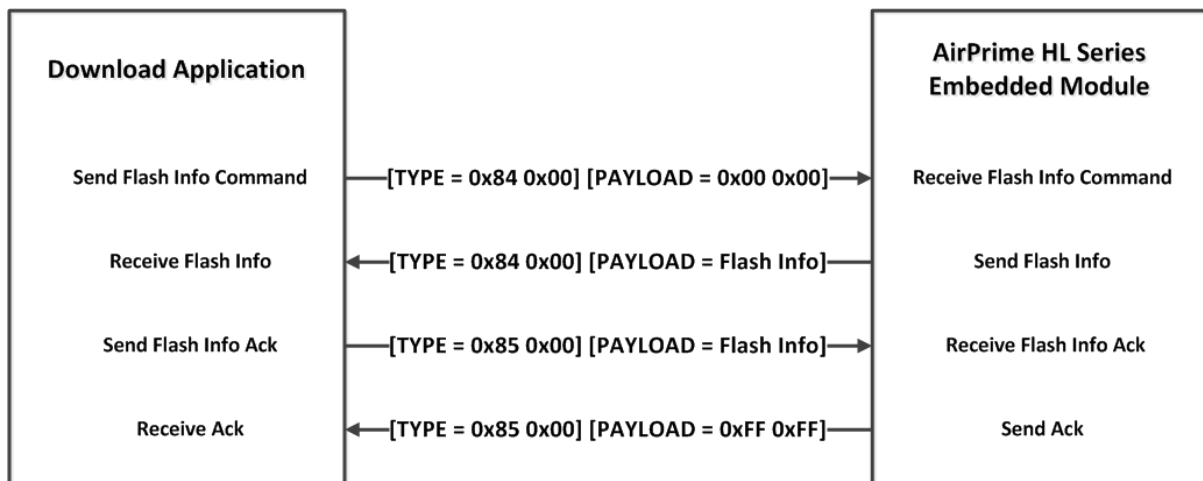 Download Application
AirPrime HL Series
Embedded Module
Send Flash Info Command
[TYPE = 0x84 0x00] [PAYLOAD = 0x00 0x00]
Receive Flash Info Command
Receive Flash Info
[TYPE = 0x84 0x00] [PAYLOAD = Flash Info]
Send Flash Info
Send Flash Info Ack
[TYPE = 0x85 0x00] [PAYLOAD = Flash Info]
Receive Flash Info Ack
Receive Ack
[TYPE = 0x85 0x00] [PAYLOAD = 0xFF 0xFF]
Send Ack